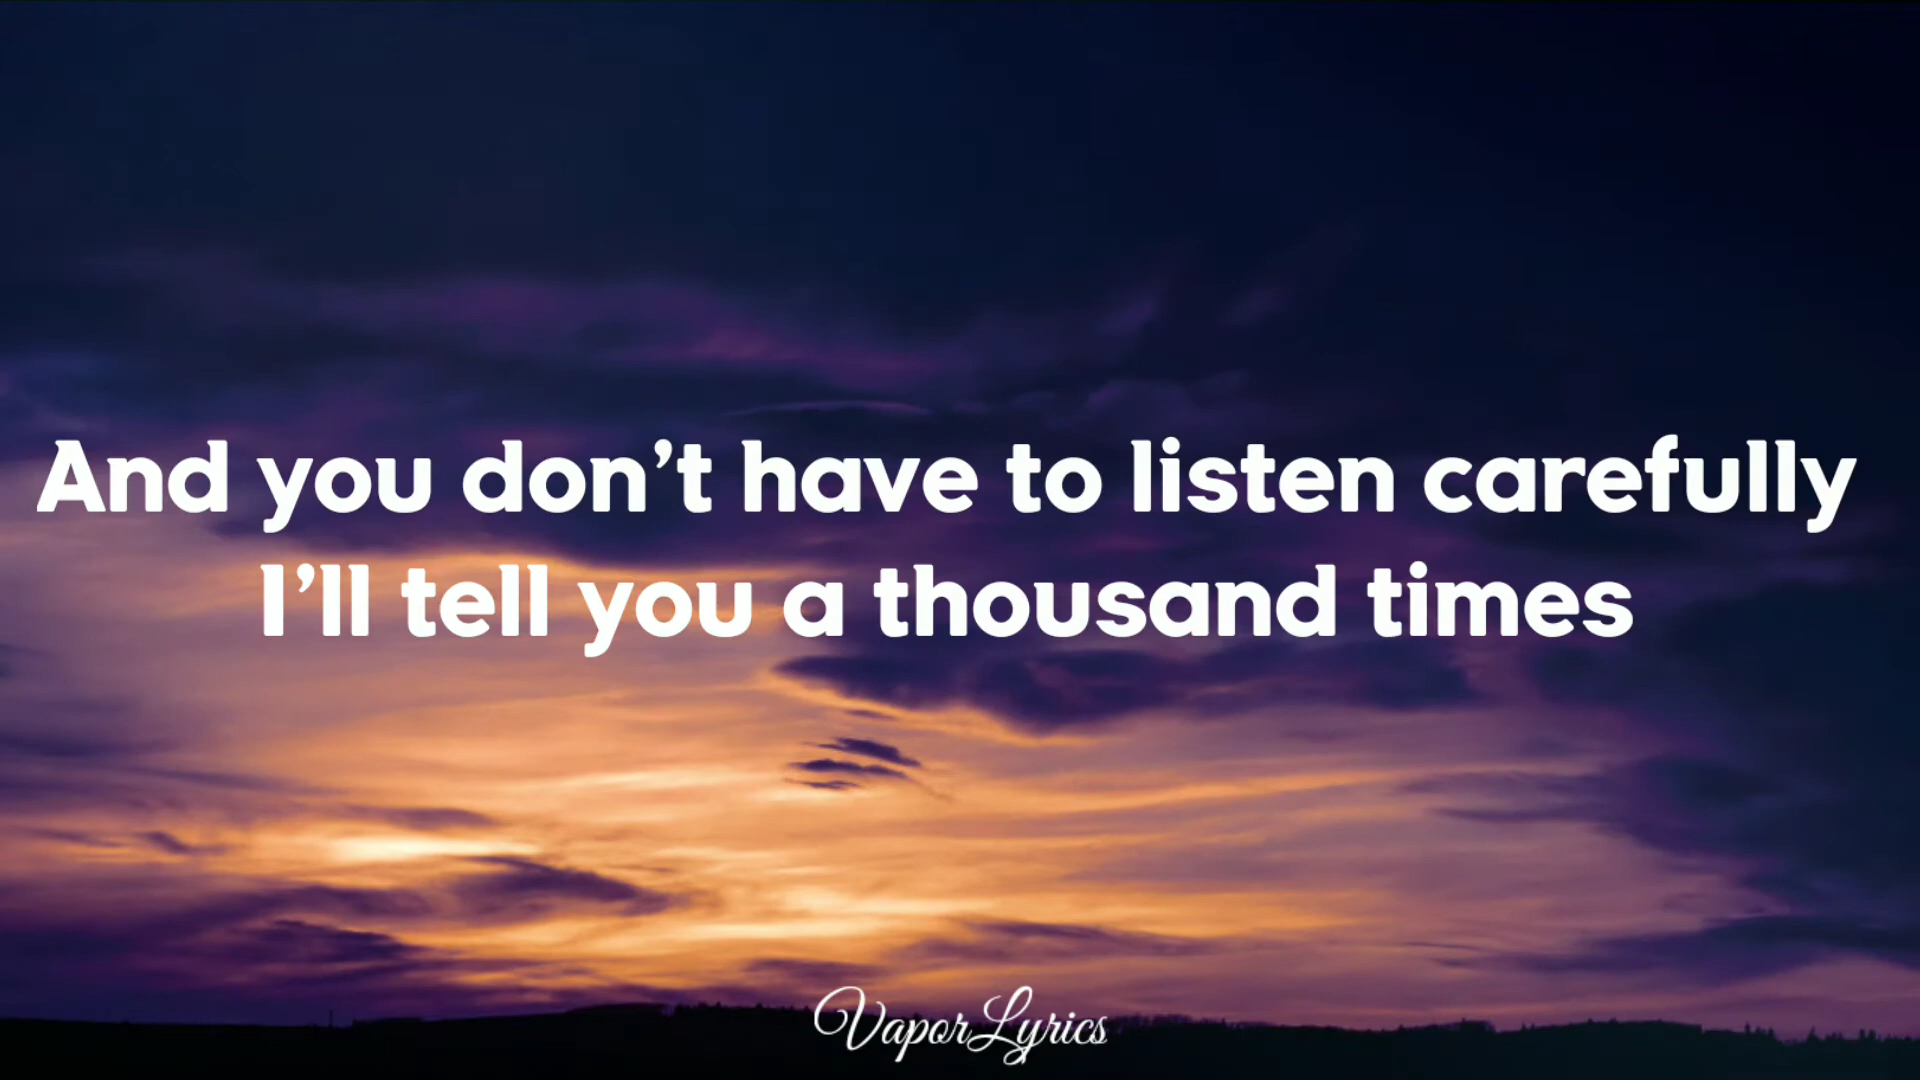 And you don’t have to listen carefully
I’ll tell you a thousand times
VaporLyrics